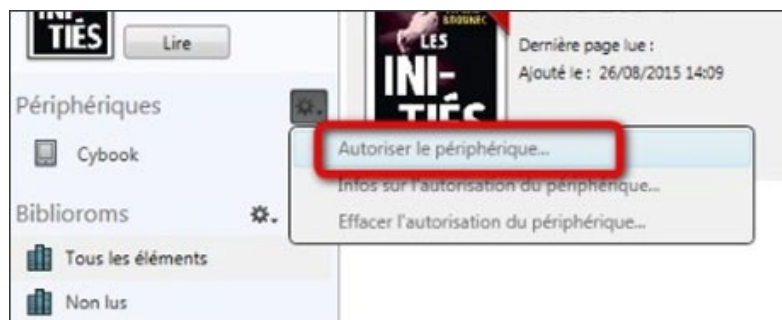 INI-
TIÉS
Lire
Périphériques
Cybook
Biblioroms
Tous les éléments
Non lus
LES
INI-
TIÉS
Dernière page lue :
Ajouté le : 26/08/2015 14:09
Autoriser le périphérique...
Infos sur l'autorisation du périphérique...
Effacer l'autorisation du périphérique...